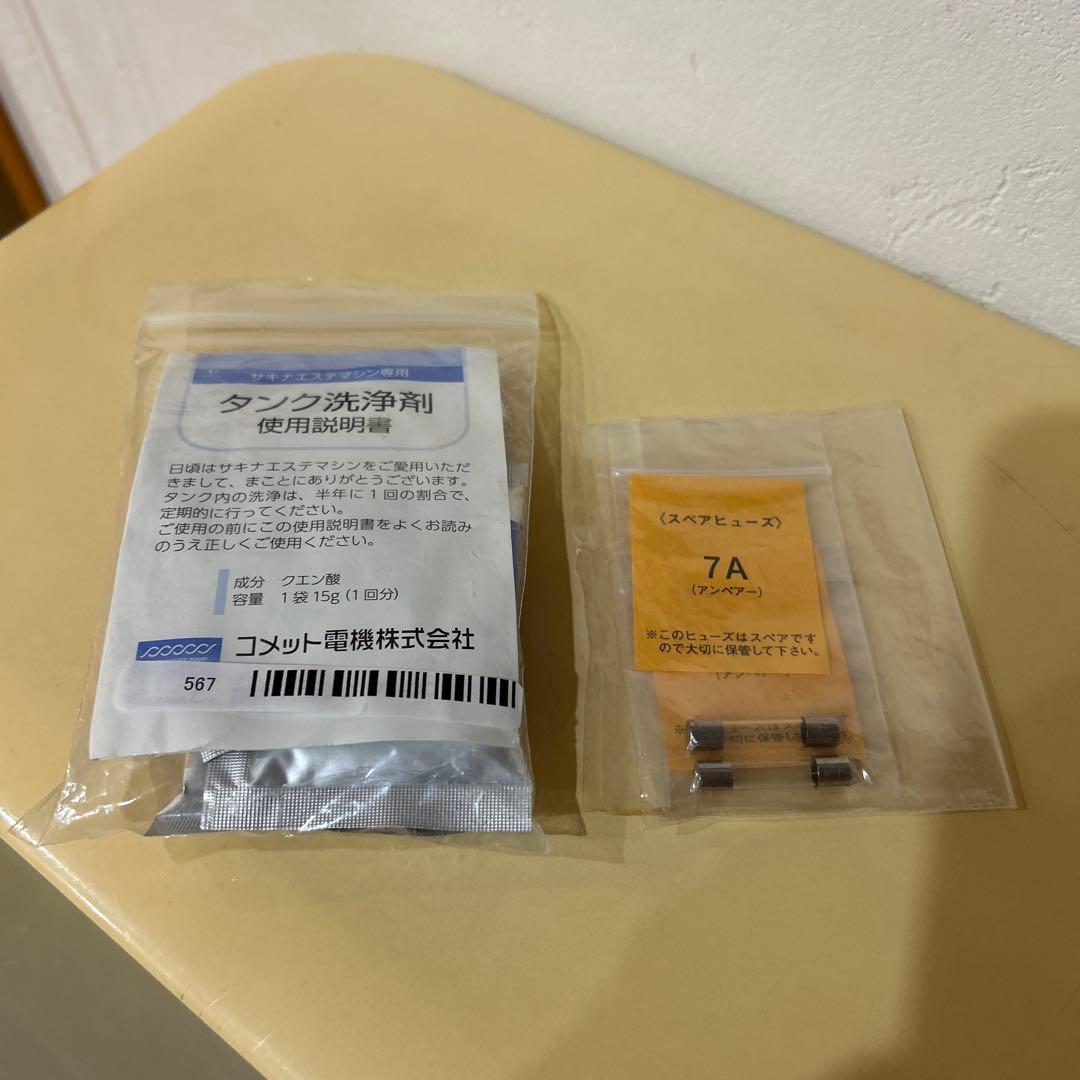 サキナエステマシン専用
タンク洗浄剤
使用説明書
日頃はサキナエステマシンをご愛用いただ
きまして、まことにありがとうございます。
タンク内の洗浄は、半年に1回の割合で、
定期的に行ってください。
ご使用の前にこの使用説明書をよくお読み
のうえ正しくご使用ください。
成分 クエン酸
容量 1袋15g(1回分)
コメット電機株式会社
567
〈スペアヒューズ〉
7A
(アンペアー)
※このヒューズはスペアです
ので大切に保管して下さい。
(アンペアー)